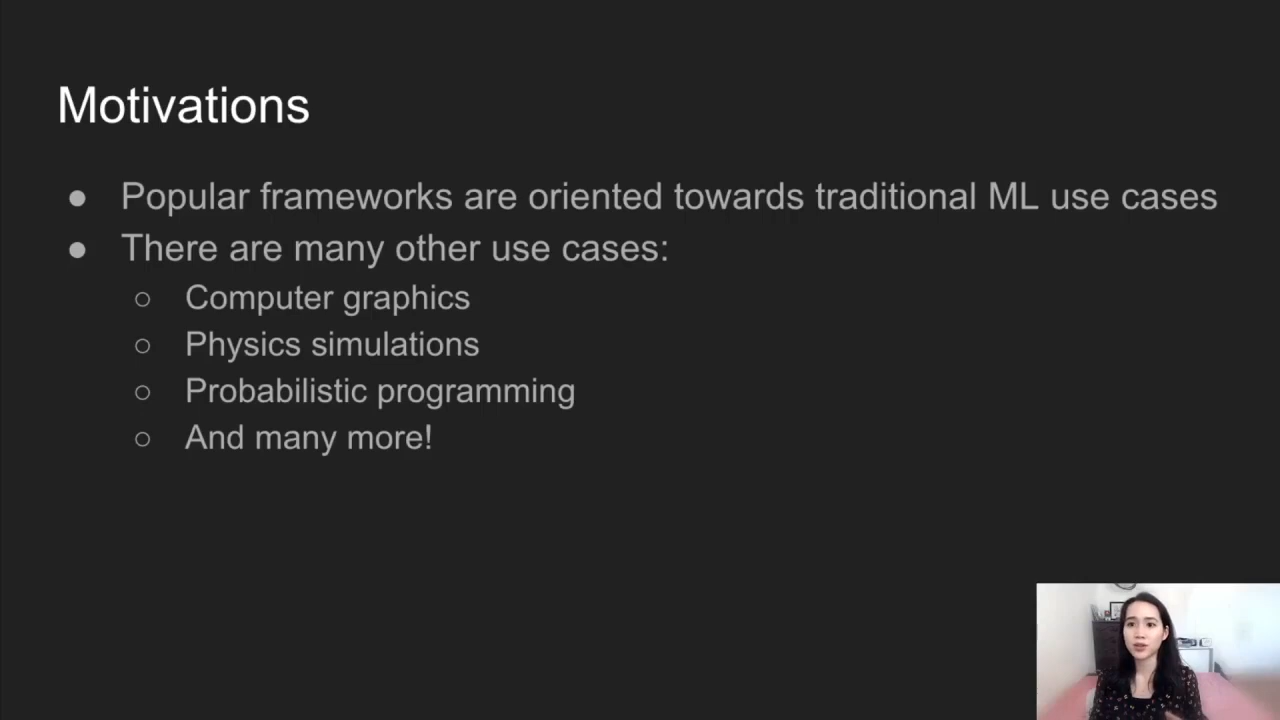 Motivations
● Popular frameworks are oriented towards traditional ML use cases
● There are many other use cases:
○ Computer graphics
○ Physics simulations
○ Probabilistic programming
○ And many more!